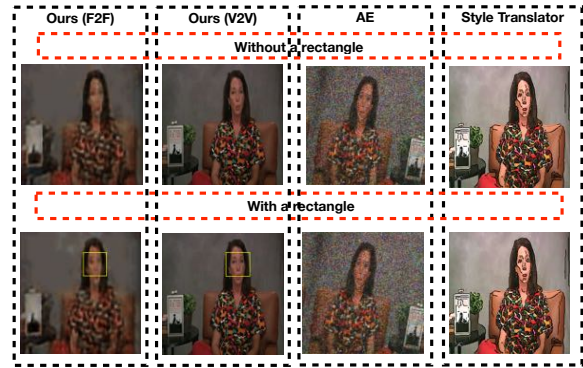 Ours (F2F) Ours (V2V) AE Style Translator
Without a rectangle
With a rectangle